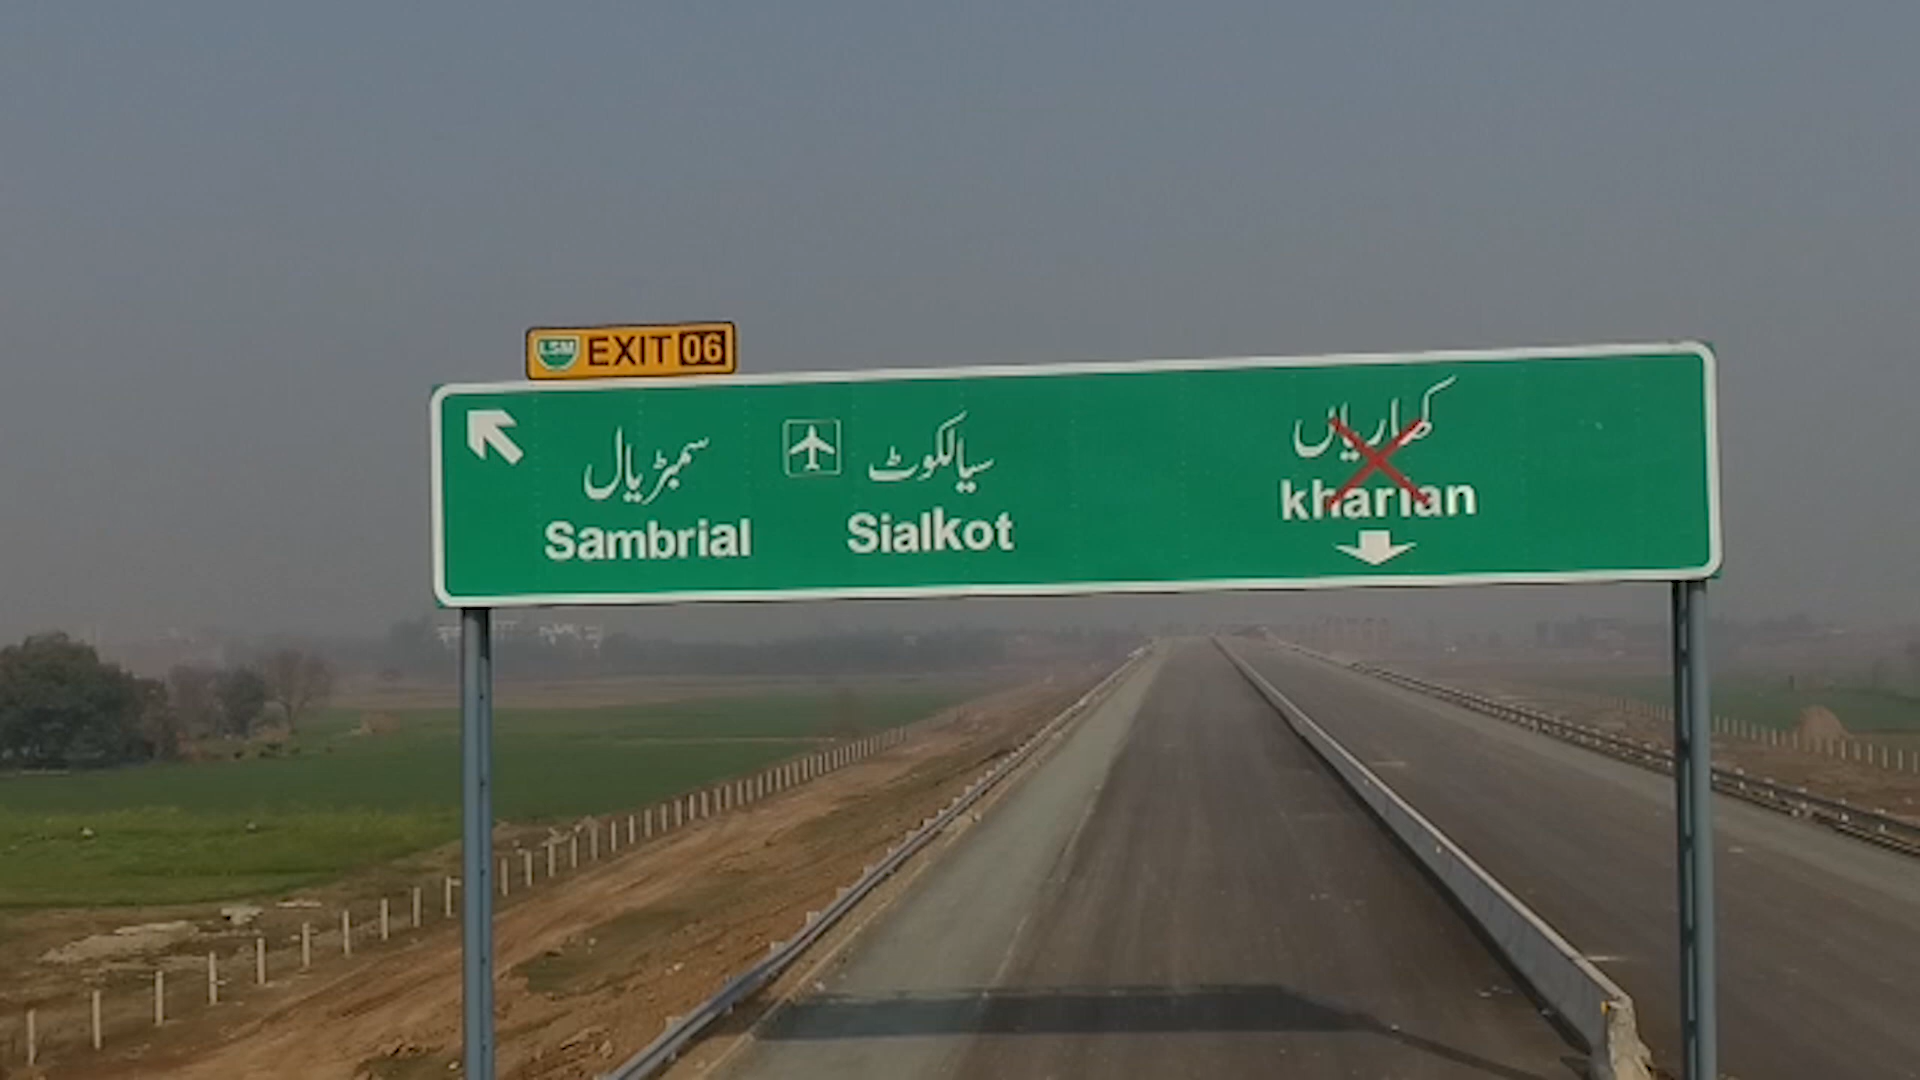 LSM EXIT 06
سمبڑیال
سیالکوٹ
Sambrial
Sialkot
کھاریاں
kharian